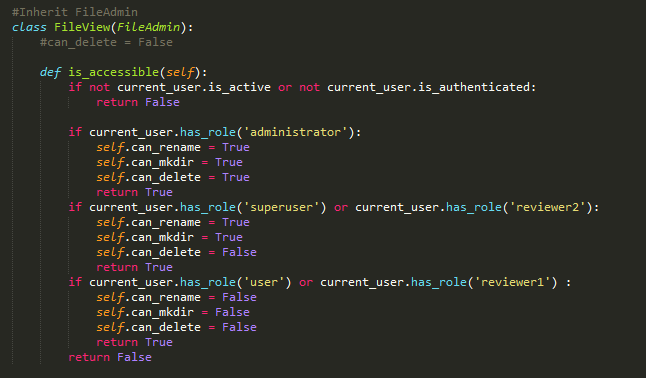 #Inherit FileAdmin
class FileView(FileAdmin):
    #can_delete = False

    def is_accessible(self):
        if not current_user.is_active or not current_user.is_authenticated:
            return False

        if current_user.has_role('administrator'):
            self.can_rename = True
            self.can_mkdir = True
            self.can_delete = True
            return True
        if current_user.has_role('superuser') or current_user.has_role('reviewer2'):
            self.can_rename = True
            self.can_mkdir = True
            self.can_delete = False
            return True
        if current_user.has_role('user') or current_user.has_role('reviewer1') :
            self.can_rename = False
            self.can_mkdir = False
            self.can_delete = False
            return True
        return False